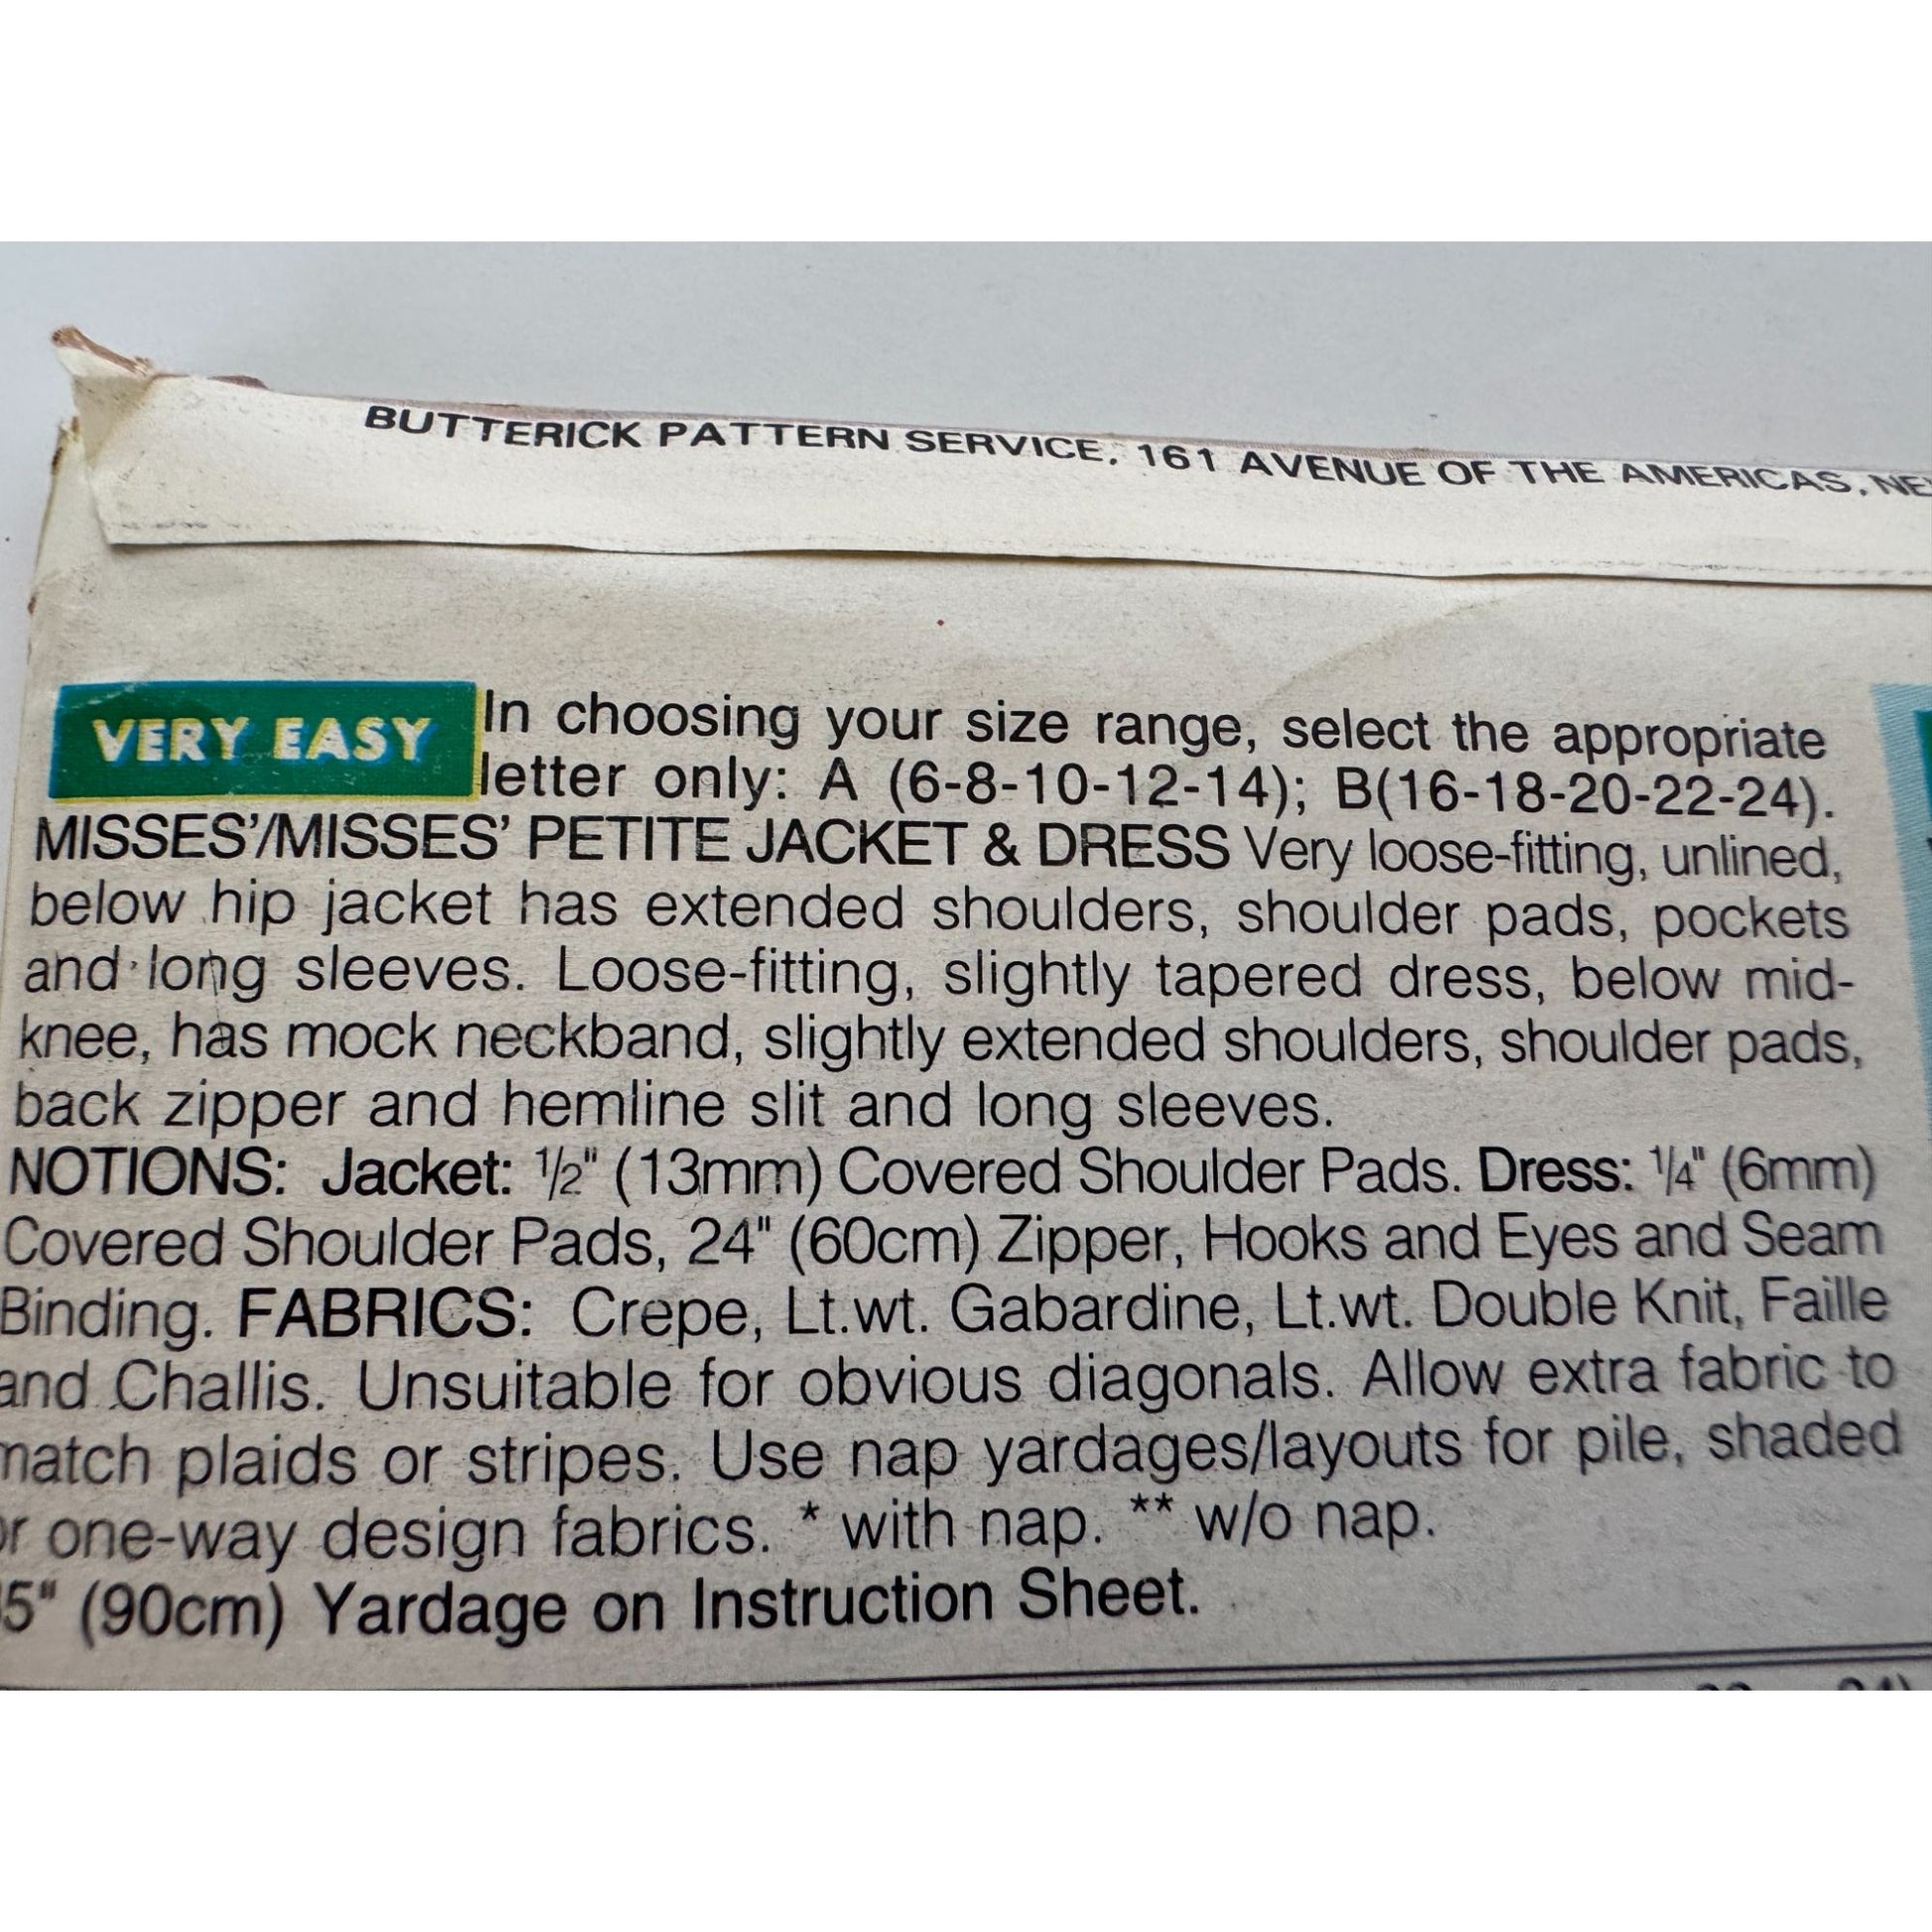 BUTTERICK PATTERN SERVICE, 161 AVENUE OF THE AMERICAS,
VERY EASY In choosing your size range, select the appropriate
letter only: A (6-8-10-12-14); B(16-18-20-22-24).
MISSES'/MISSES' PETITE JACKET & DRESS Very loose-fitting, unlined,
below hip jacket has extended shoulders, shoulder pads, pockets
and long sleeves. Loose-fitting, slightly tapered dress, below mid-
knee, has mock neckband, slightly extended shoulders, shoulder pads,
back zipper and hemline slit and long sleeves.
NOTIONS: Jacket: ½" (13mm) Covered Shoulder Pads. Dress: ¼" (6mm)
Covered Shoulder Pads, 24" (60cm) Zipper, Hooks and Eyes and Seam
Binding. FABRICS: Crepe, Lt.wt. Gabardine, Lt.wt. Double Knit, Faille
and Challis. Unsuitable for obvious diagonals. Allow extra fabric to
match plaids or stripes. Use nap yardages/layouts for pile, shaded
or one-way design fabrics. * with nap. ** w/o nap.
5" (90cm) Yardage on Instruction Sheet.